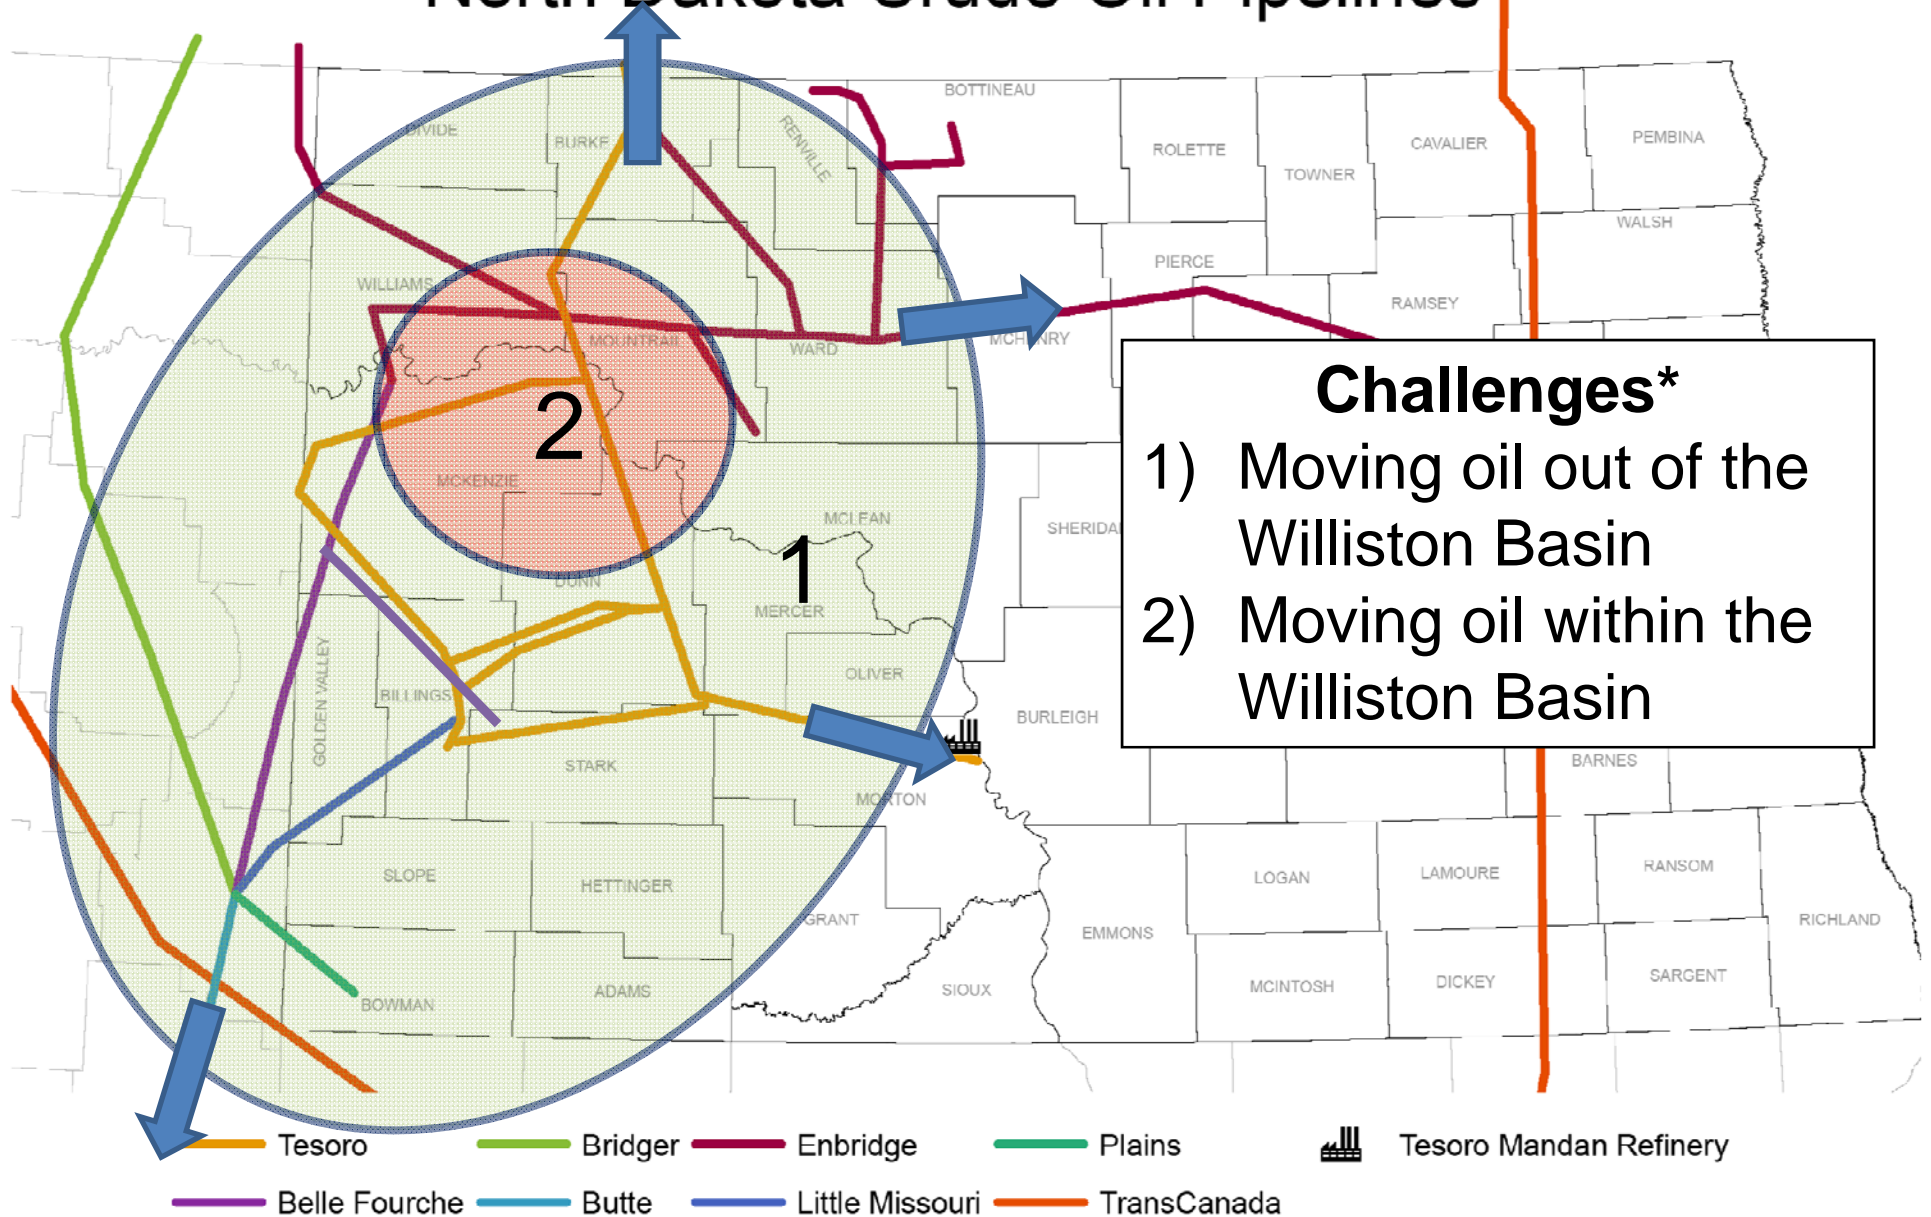 North Dakota Crude Oil Pipelines
BOTTINEAU
DIVIDE
BURKE
RENVILLE
ROLETTE
CAVALIER
PEMBINA
TOWNER
WALSH
PIERCE
WILLIAMS
RAMSEY
MOUNTRAIL
WARD
MCHENRY
Challenges*
1) Moving oil out of the
Williston Basin
2) Moving oil within the
Williston Basin
2
MCKENZIE
MCLEAN
SHERIDA
1
DUNN
MERCER
GOLDEN VALLEY
BILLINGS
OLIVER
BURLEIGH
STARK
BARNES
MORTON
SLOPE
HETTINGER
LOGAN
LAMOURE
RANSOM
GRANT
EMMONS
RICHLAND
BOWMAN
ADAMS
SIOUX
MCINTOSH
DICKEY
SARGENT
Tesoro
Bridger
Enbridge
Plains
Tesoro Mandan Refinery
Belle Fourche
Butte
Little Missouri
TransCanada